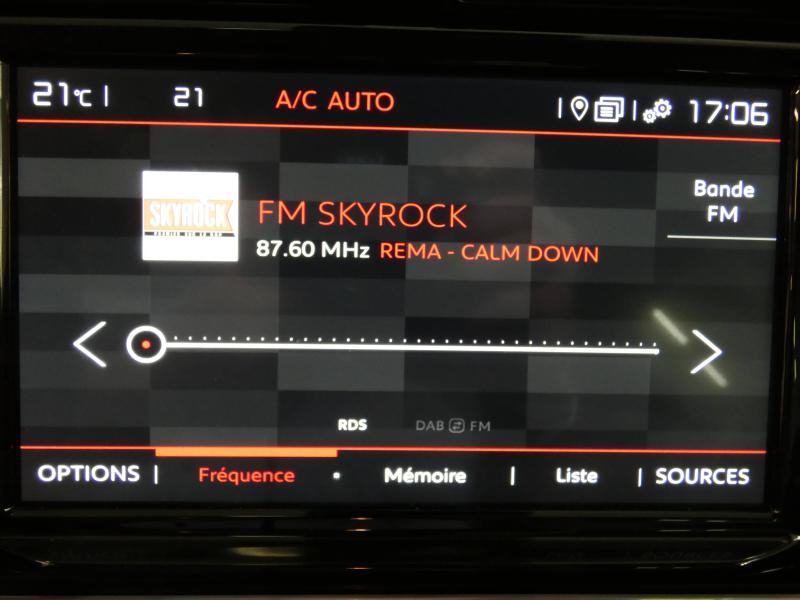 21°C | 21 A/C AUTO | | 17:06
SKYROCK
FM SKYROCK
Bande
FM
87.60 MHz REMA - CALM DOWN
RDS DAB FM
OPTIONS | Fréquence Mémoire | Liste | SOURCES